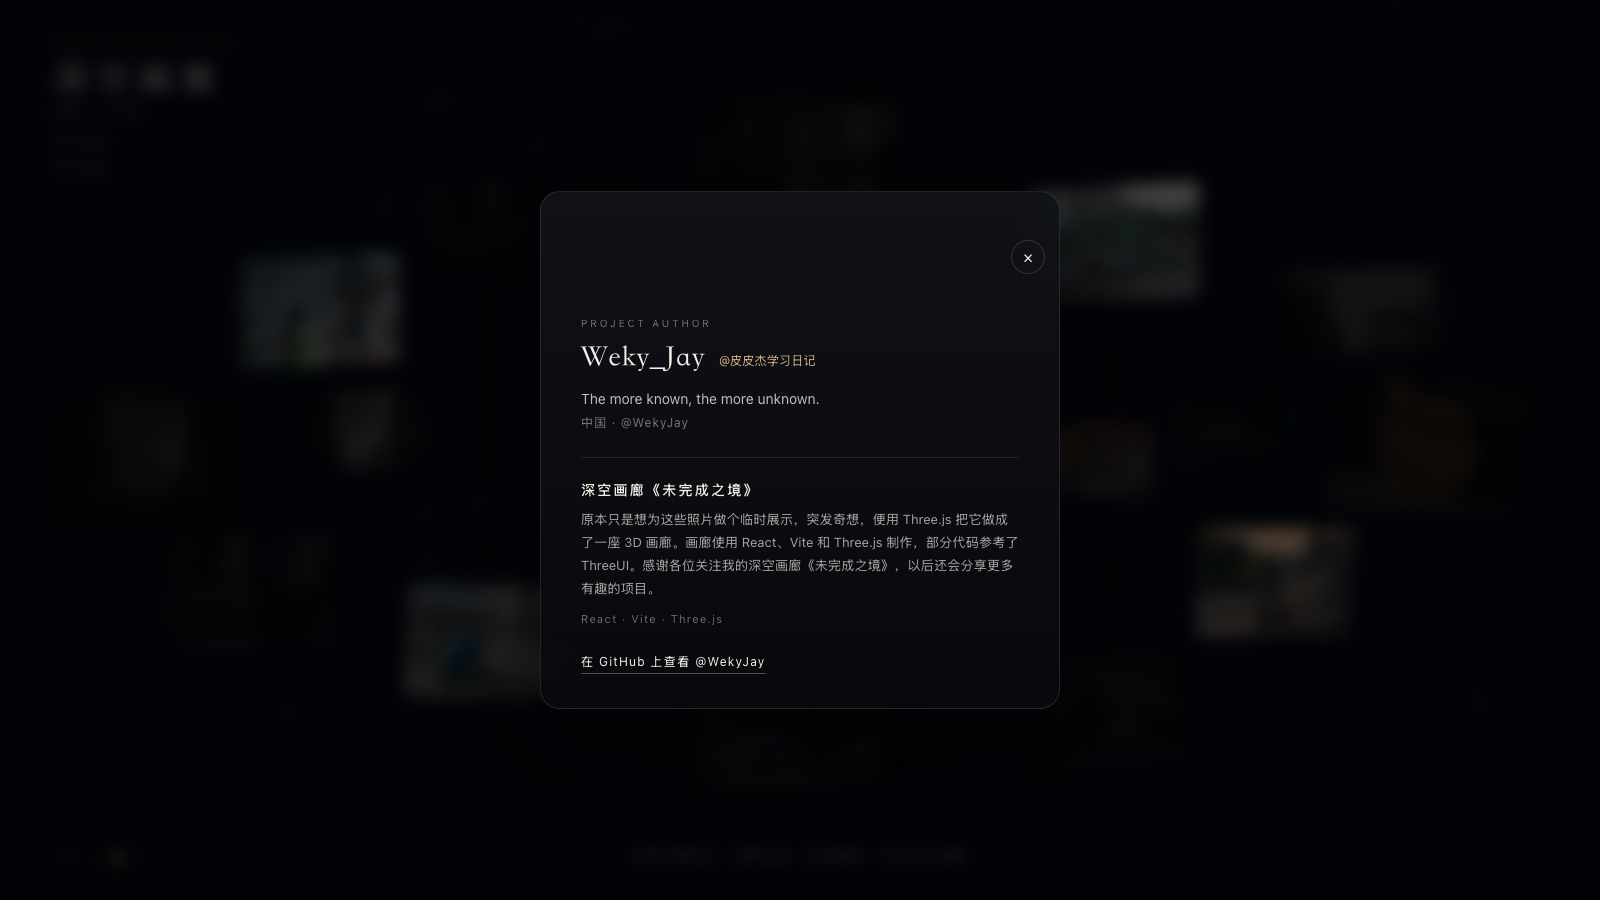 ×
PROJECT AUTHOR
Weky_Jay @皮皮杰学习日记
The more known, the more unknown.
中国 · @WekyJay
深空画廊《未完成之境》
原本只是想为这些照片做个临时展示，突发奇想，便用 Three.js 把它做成
了一座 3D 画廊。画廊使用 React、Vite 和 Three.js 制作，部分代码参考了
ThreeUI。感谢各位关注我的深空画廊《未完成之境》，以后还会分享更多
有趣的项目。
React · Vite · Three.js
在 GitHub 上查看 @WekyJay